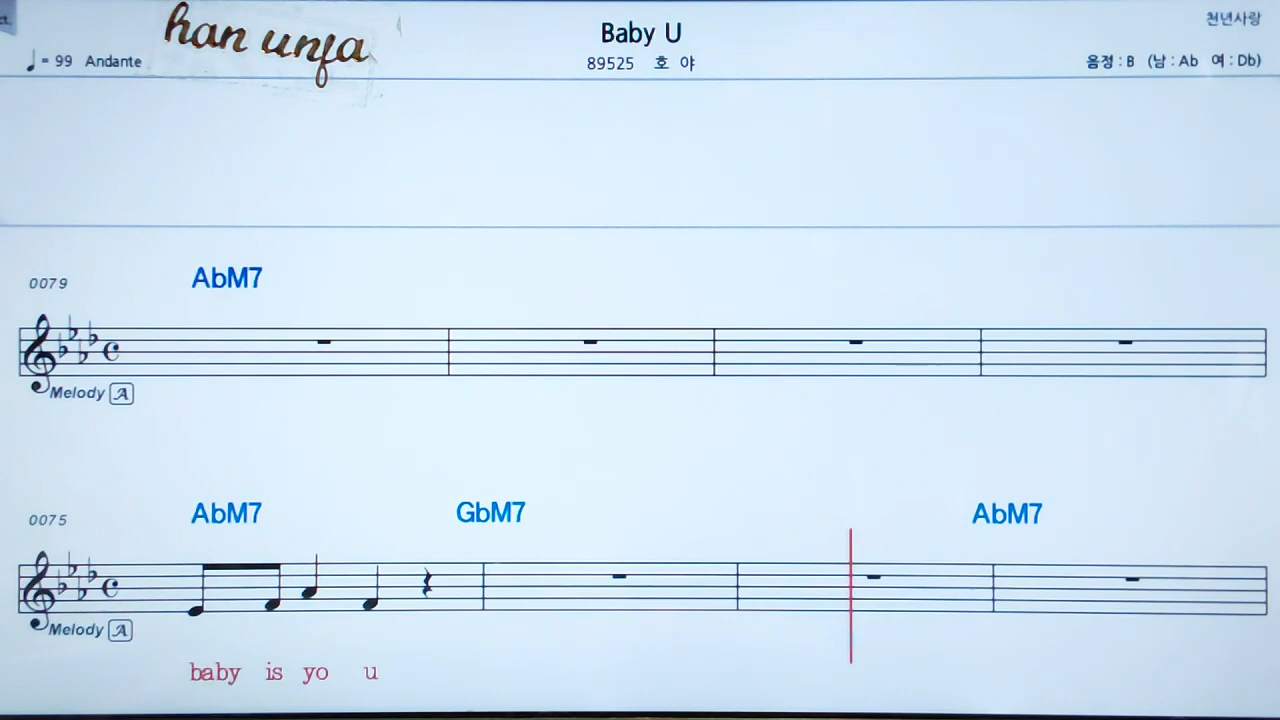 han unja
Baby U
천년사랑
= 99 Andante
89525 호 야
음정 : B (남 : Ab 여 : Db)
0079
AbM7
Melody A
0075
AbM7 GbM7 AbM7
Melody A
baby is yo u